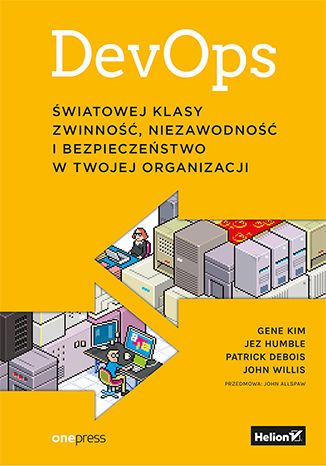 DevOps
ŚWIATOWEJ KLASY
ZWINNOŚĆ, NIEZAWODNOŚĆ
I BEZPIECZEŃSTWO
W TWOJEJ ORGANIZACJI
GENE KIM
JEZ HUMBLE
PATRICK DEBOIS
JOHN WILLIS
PRZEDMOWA: JOHN ALLSPAW
onepress
Helion